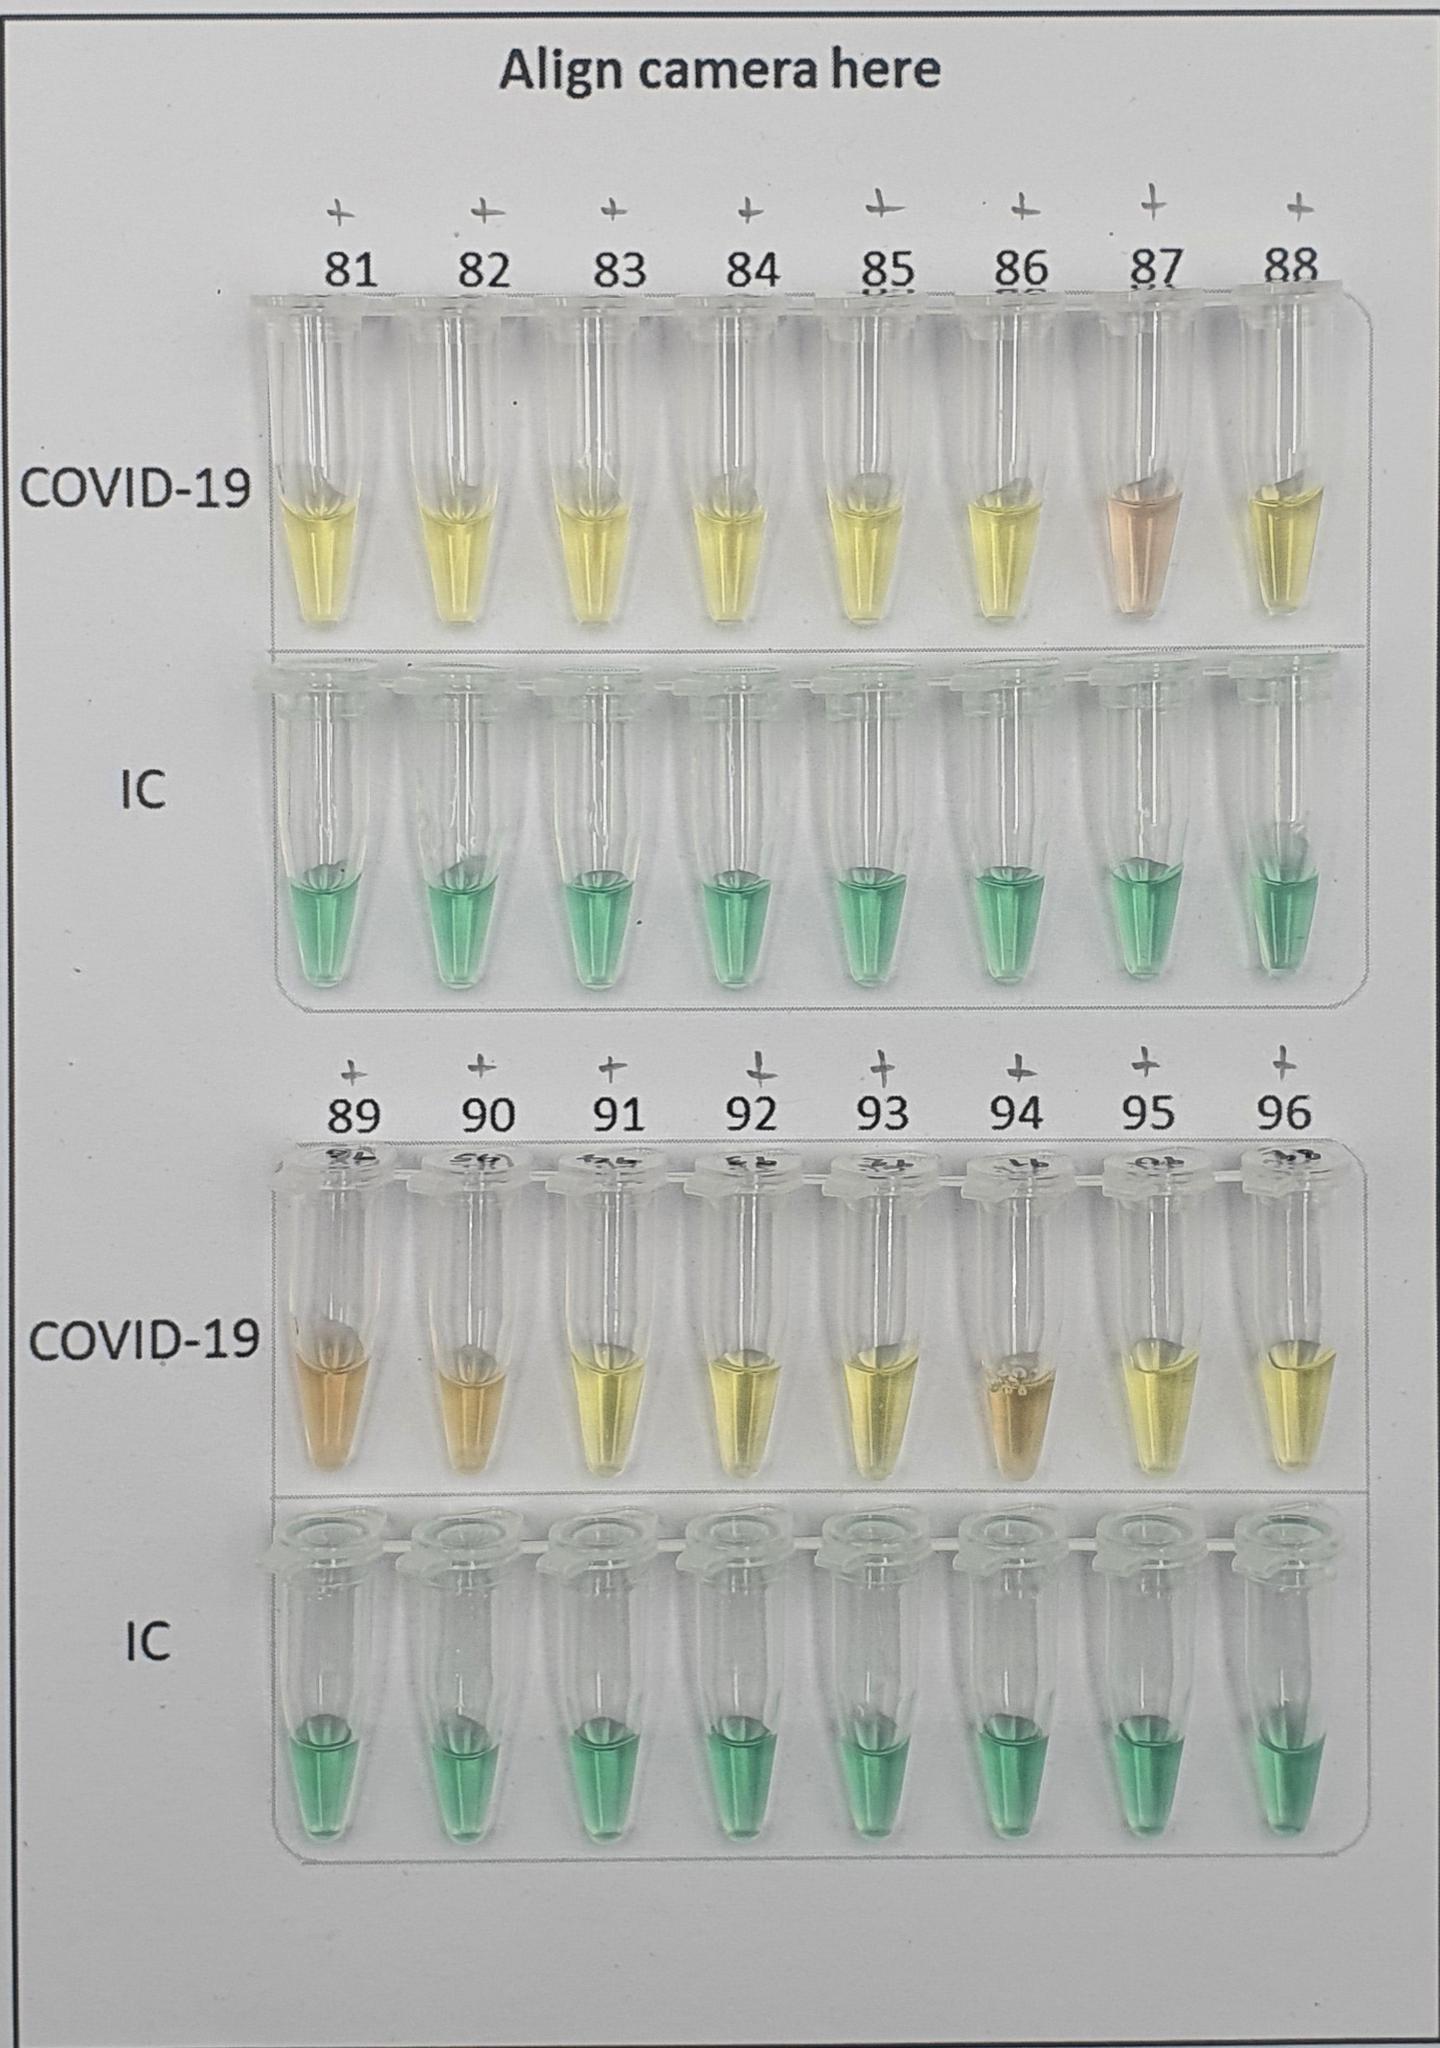 Align camera here
+ + + + + + + +
81 82 83 84 85 86 87 88
COVID-19
IC
+ + + + + + + +
89 90 91 92 93 94 95 96
COVID-19
IC